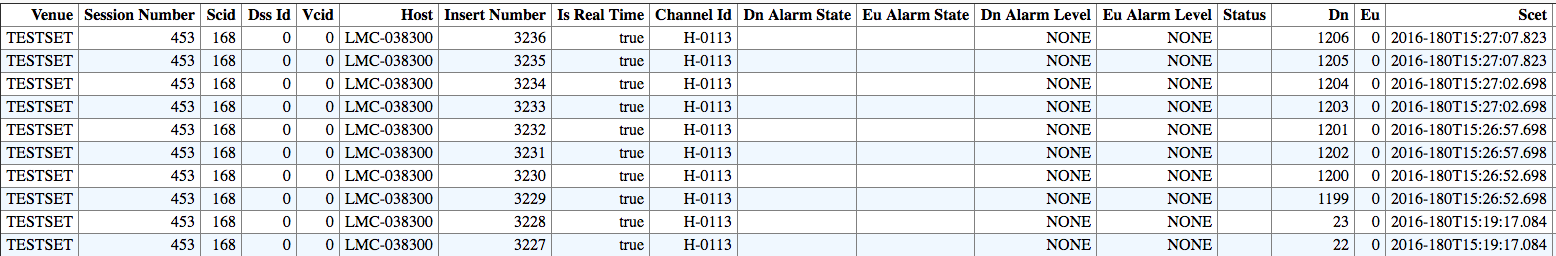 Venue Session Number Scid Dss Id Vcid Host Insert Number Is Real Time Channel Id Dn Alarm State Eu Alarm State Dn Alarm Level Eu Alarm Level Status Dn Eu Scet
TESTSET 453 168 0 0 LMC-038300 3236 true H-0113 NONE NONE 1206 0 2016-180T15:27:07.823
TESTSET 453 168 0 0 LMC-038300 3235 true H-0113 NONE NONE 1205 0 2016-180T15:27:07.823
TESTSET 453 168 0 0 LMC-038300 3234 true H-0113 NONE NONE 1204 0 2016-180T15:27:02.698
TESTSET 453 168 0 0 LMC-038300 3233 true H-0113 NONE NONE 1203 0 2016-180T15:27:02.698
TESTSET 453 168 0 0 LMC-038300 3232 true H-0113 NONE NONE 1201 0 2016-180T15:26:57.698
TESTSET 453 168 0 0 LMC-038300 3231 true H-0113 NONE NONE 1202 0 2016-180T15:26:57.698
TESTSET 453 168 0 0 LMC-038300 3230 true H-0113 NONE NONE 1200 0 2016-180T15:26:52.698
TESTSET 453 168 0 0 LMC-038300 3229 true H-0113 NONE NONE 1199 0 2016-180T15:26:52.698
TESTSET 453 168 0 0 LMC-038300 3228 true H-0113 NONE NONE 23 0 2016-180T15:19:17.084
TESTSET 453 168 0 0 LMC-038300 3227 true H-0113 NONE NONE 22 0 2016-180T15:19:17.084